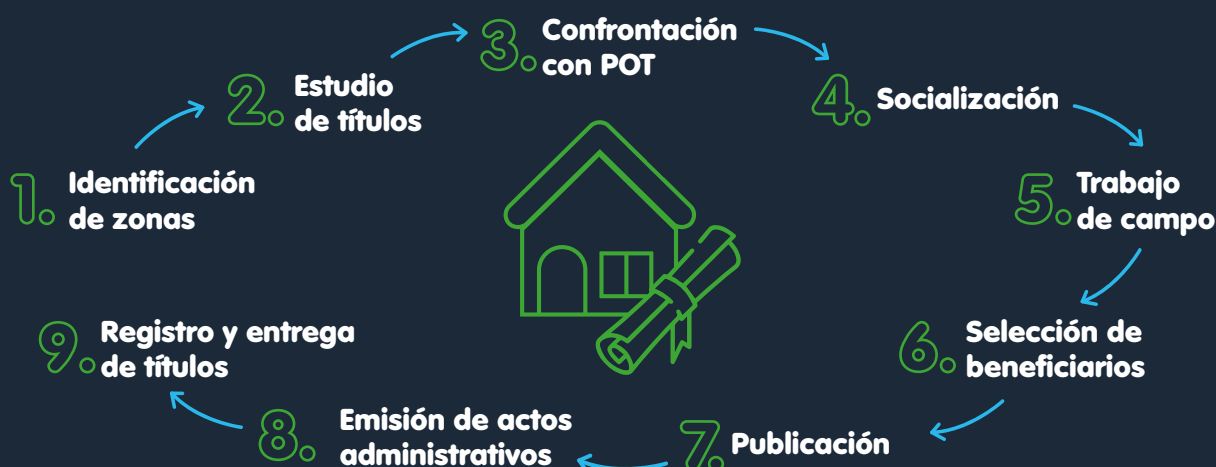 1. Identificación
de zonas
2. Estudio
de títulos
3. Confrontación
con POT
4. Socialización
5. Trabajo
de campo
6. Selección de
beneficiarios
7. Publicación
8. Emisión de actos
administrativos
9. Registro y entrega
de títulos